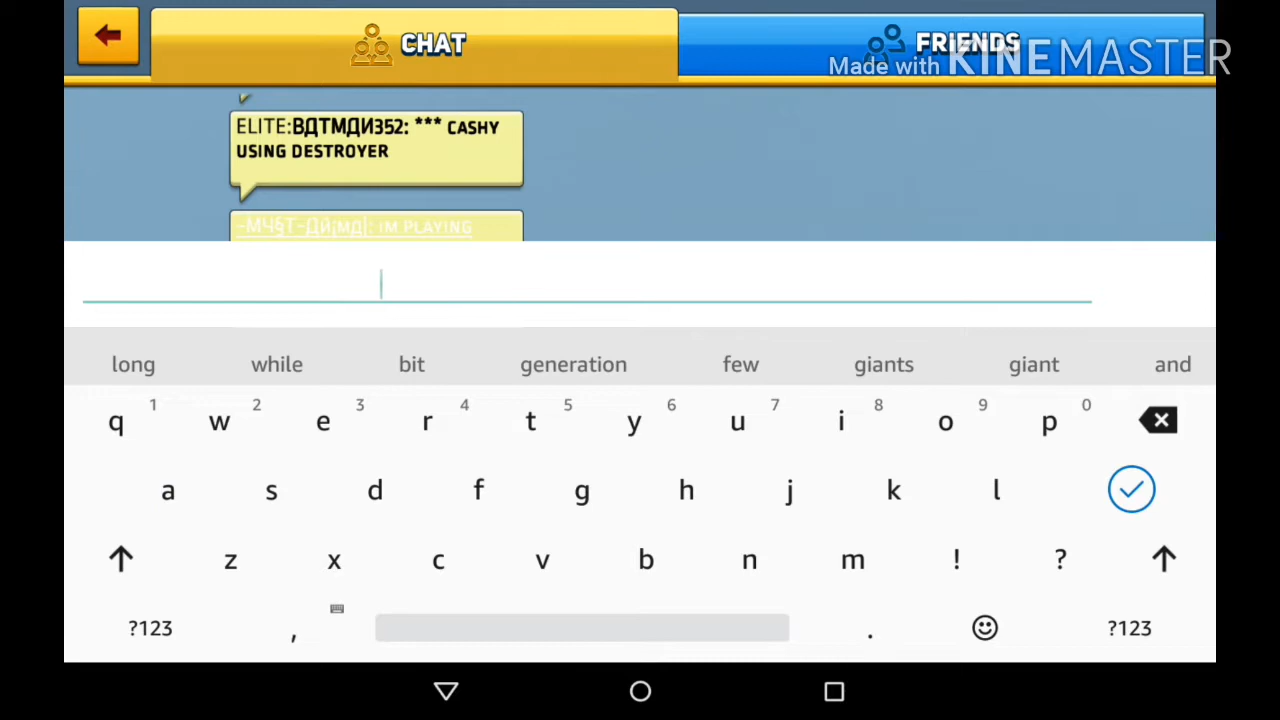 CHAT
FRIENDS
Made with KINEMASTER
ELITE:ВДТМДИ352: *** CASHY
USING DESTROYER
IM PLAYING
long while bit generation few giants giant and
1 2 3 4 5 6 7 8 9 0
q w e r t y u i o p
a s d f g h j k l
z x c v b n m ! ?
?123 , . ?123